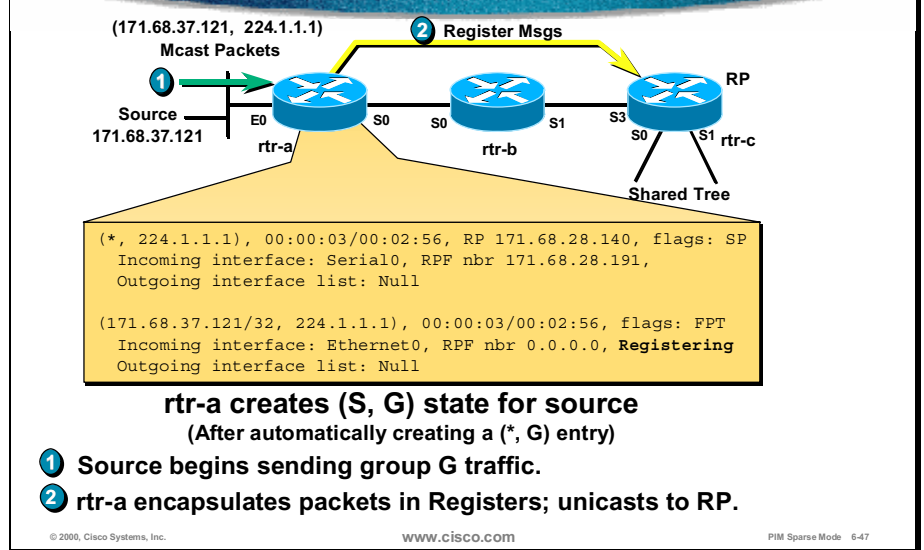 (171.68.37.121, 224.1.1.1)
Mcast Packets
2 Register Msgs
1
RP
Source
171.68.37.121
E0
S0
S0
S1
S3
S0
S1
rtr-a
rtr-b
rtr-c
Shared Tree
(*, 224.1.1.1), 00:00:03/00:02:56, RP 171.68.28.140, flags: SP
Incoming interface: Serial0, RPF nbr 171.68.28.191,
Outgoing interface list: Null
(171.68.37.121/32, 224.1.1.1), 00:00:03/00:02:56, flags: FPT
Incoming interface: Ethernet0, RPF nbr 0.0.0.0, Registering
Outgoing interface list: Null
rtr-a creates (S, G) state for source
(After automatically creating a (*, G) entry)
1 Source begins sending group G traffic.
2 rtr-a encapsulates packets in Registers; unicasts to RP.
© 2000, Cisco Systems, Inc.
www.cisco.com
PIM Sparse Mode 6-47